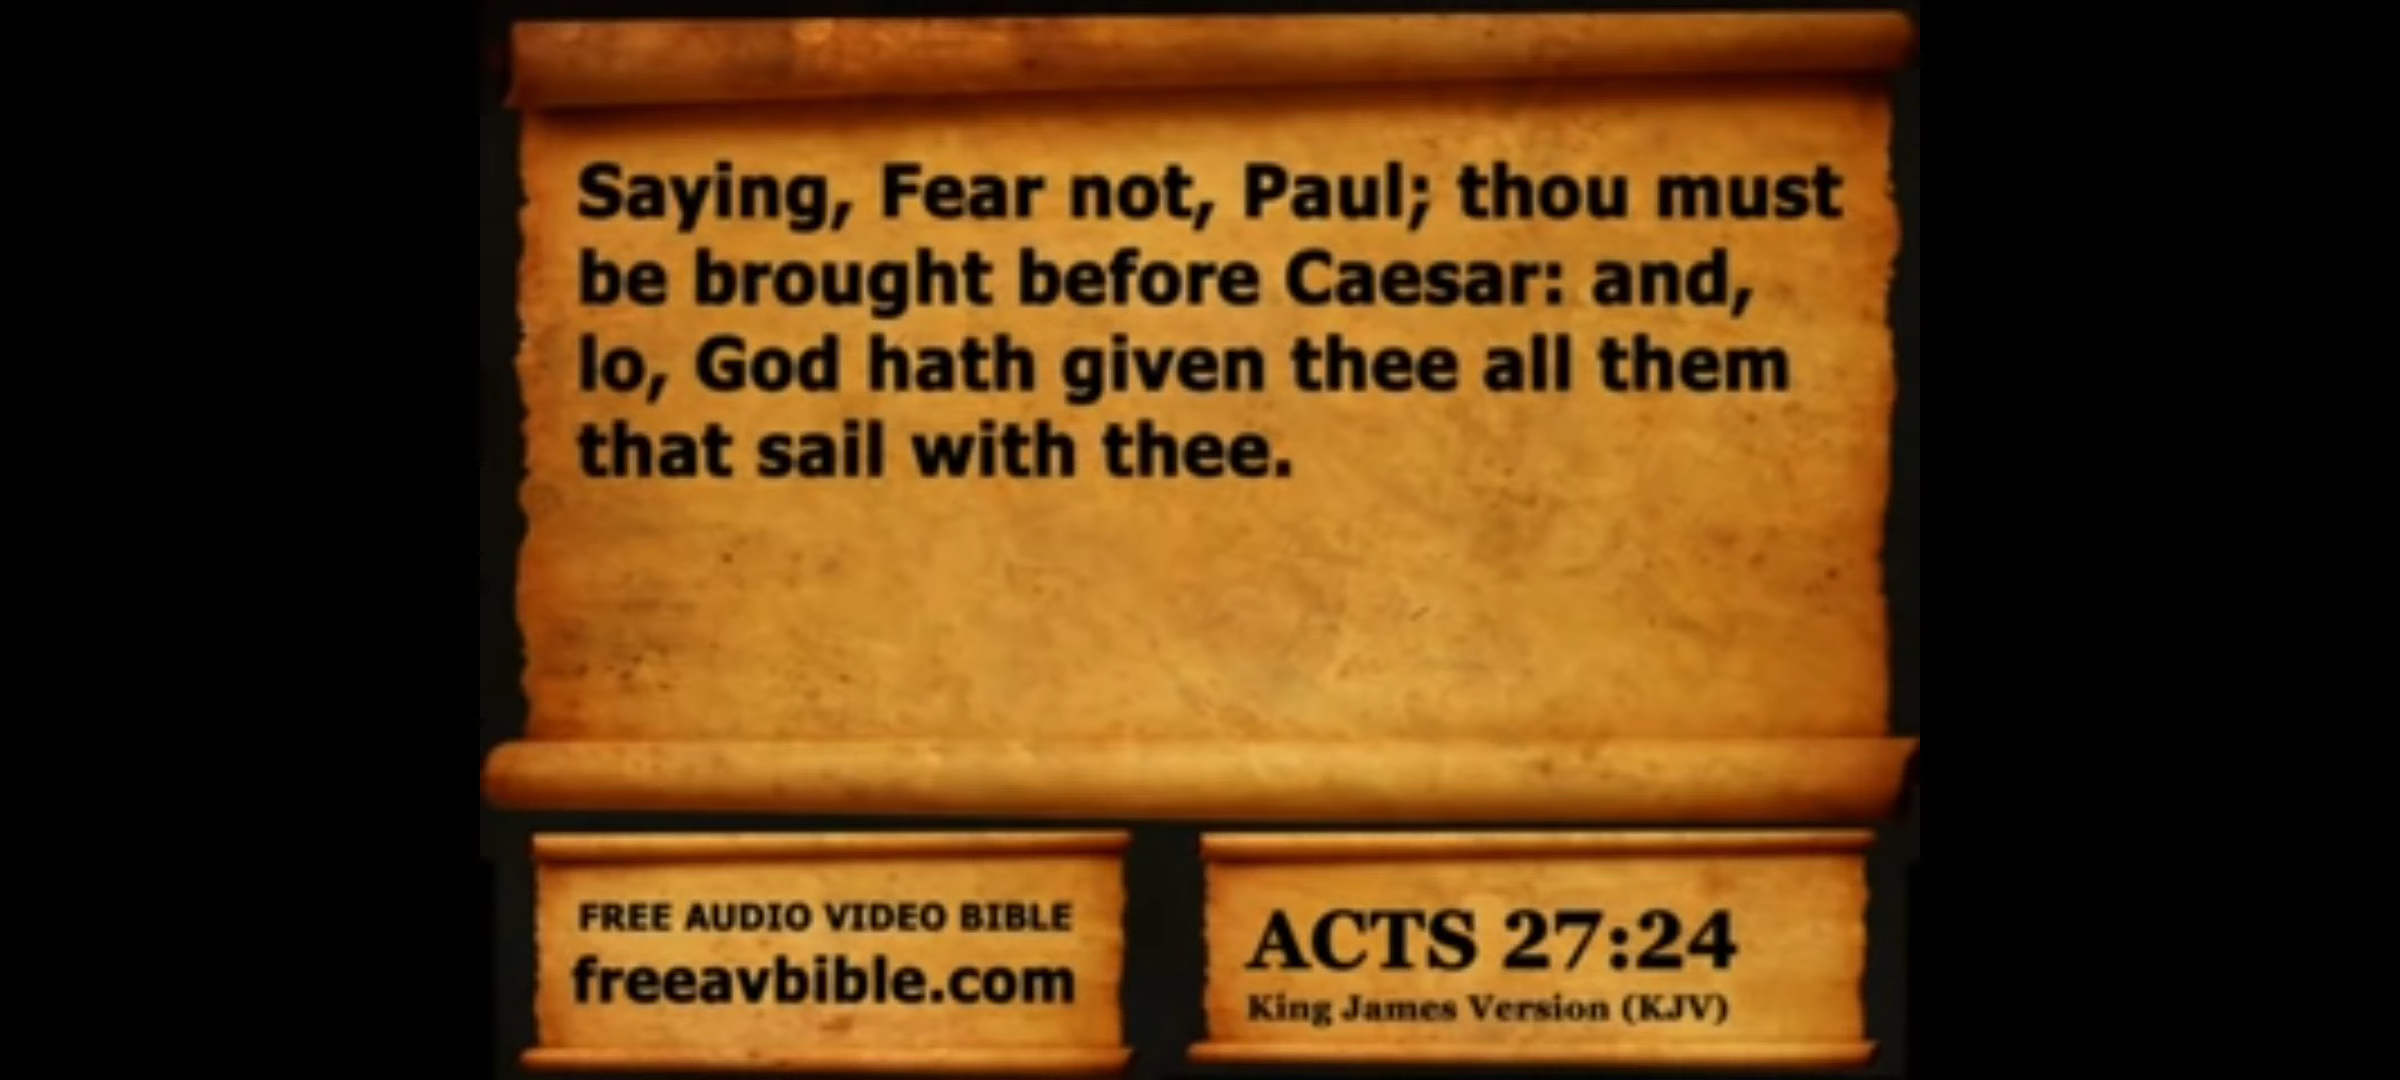 Saying, Fear not, Paul; thou must
be brought before Caesar: and,
lo, God hath given thee all them
that sail with thee.
FREE AUDIO VIDEO BIBLE
freeavbible.com
ACTS 27:24
King James Version (KJV)